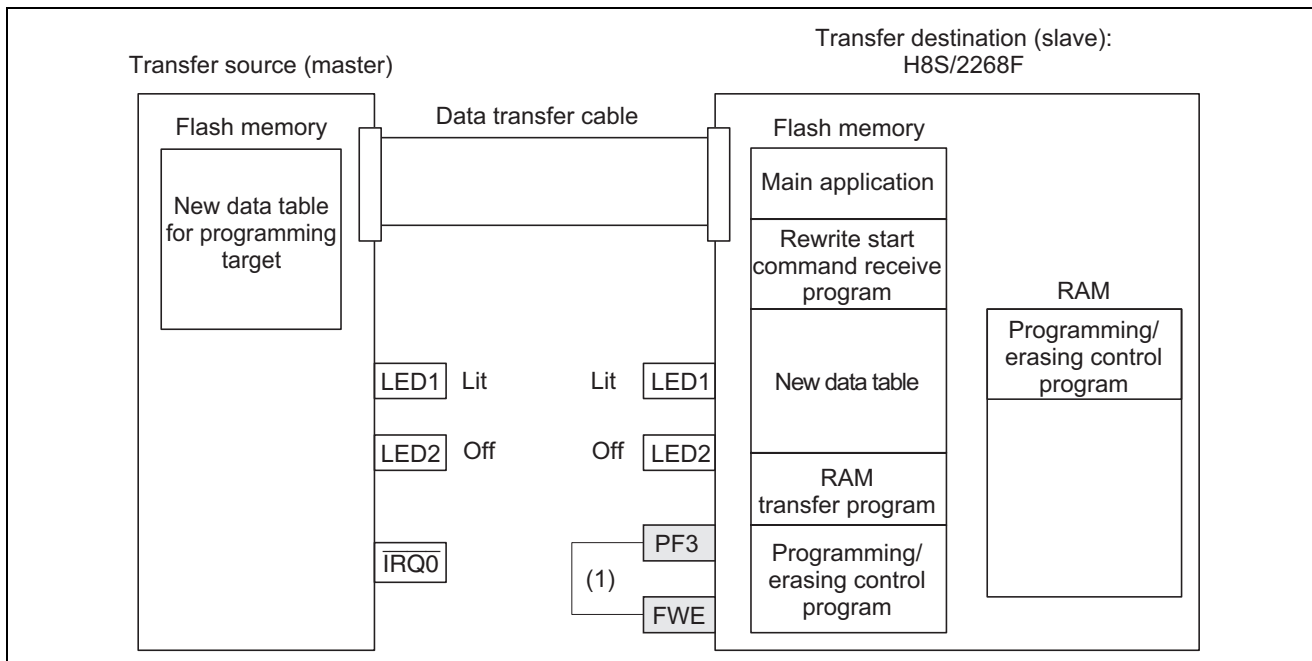 Transfer source (master)
Flash memory
New data table
for programming
target
Data transfer cable
LED1 Lit
LED2 Off
IRQ0
Transfer destination (slave):
H8S/2268F
Flash memory
Main application
Rewrite start
command receive
program
New data table
RAM
transfer program
Programming/
erasing control
program
RAM
Programming/
erasing control
program
Lit LED1
Off LED2
PF3
(1)
FWE